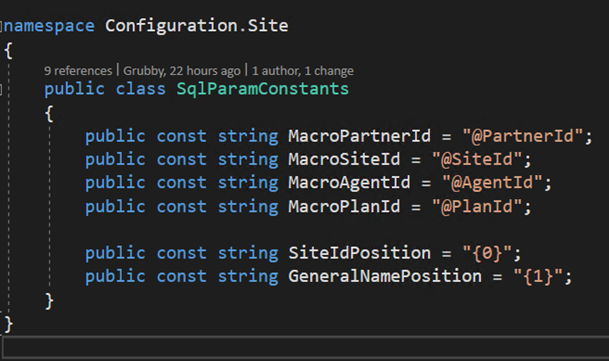 namespace Configuration.Site
{
9 references | Grubby, 22 hours ago | 1 author, 1 change
public class SqlParamConstants
{
public const string MacroPartnerId = "@PartnerId";
public const string MacroSiteId = "@SiteId";
public const string MacroAgentId = "@AgentId";
public const string MacroPlanId = "@PlanId";
public const string SiteIdPosition = "{0}";
public const string GeneralNamePosition = "{1}";
}
}